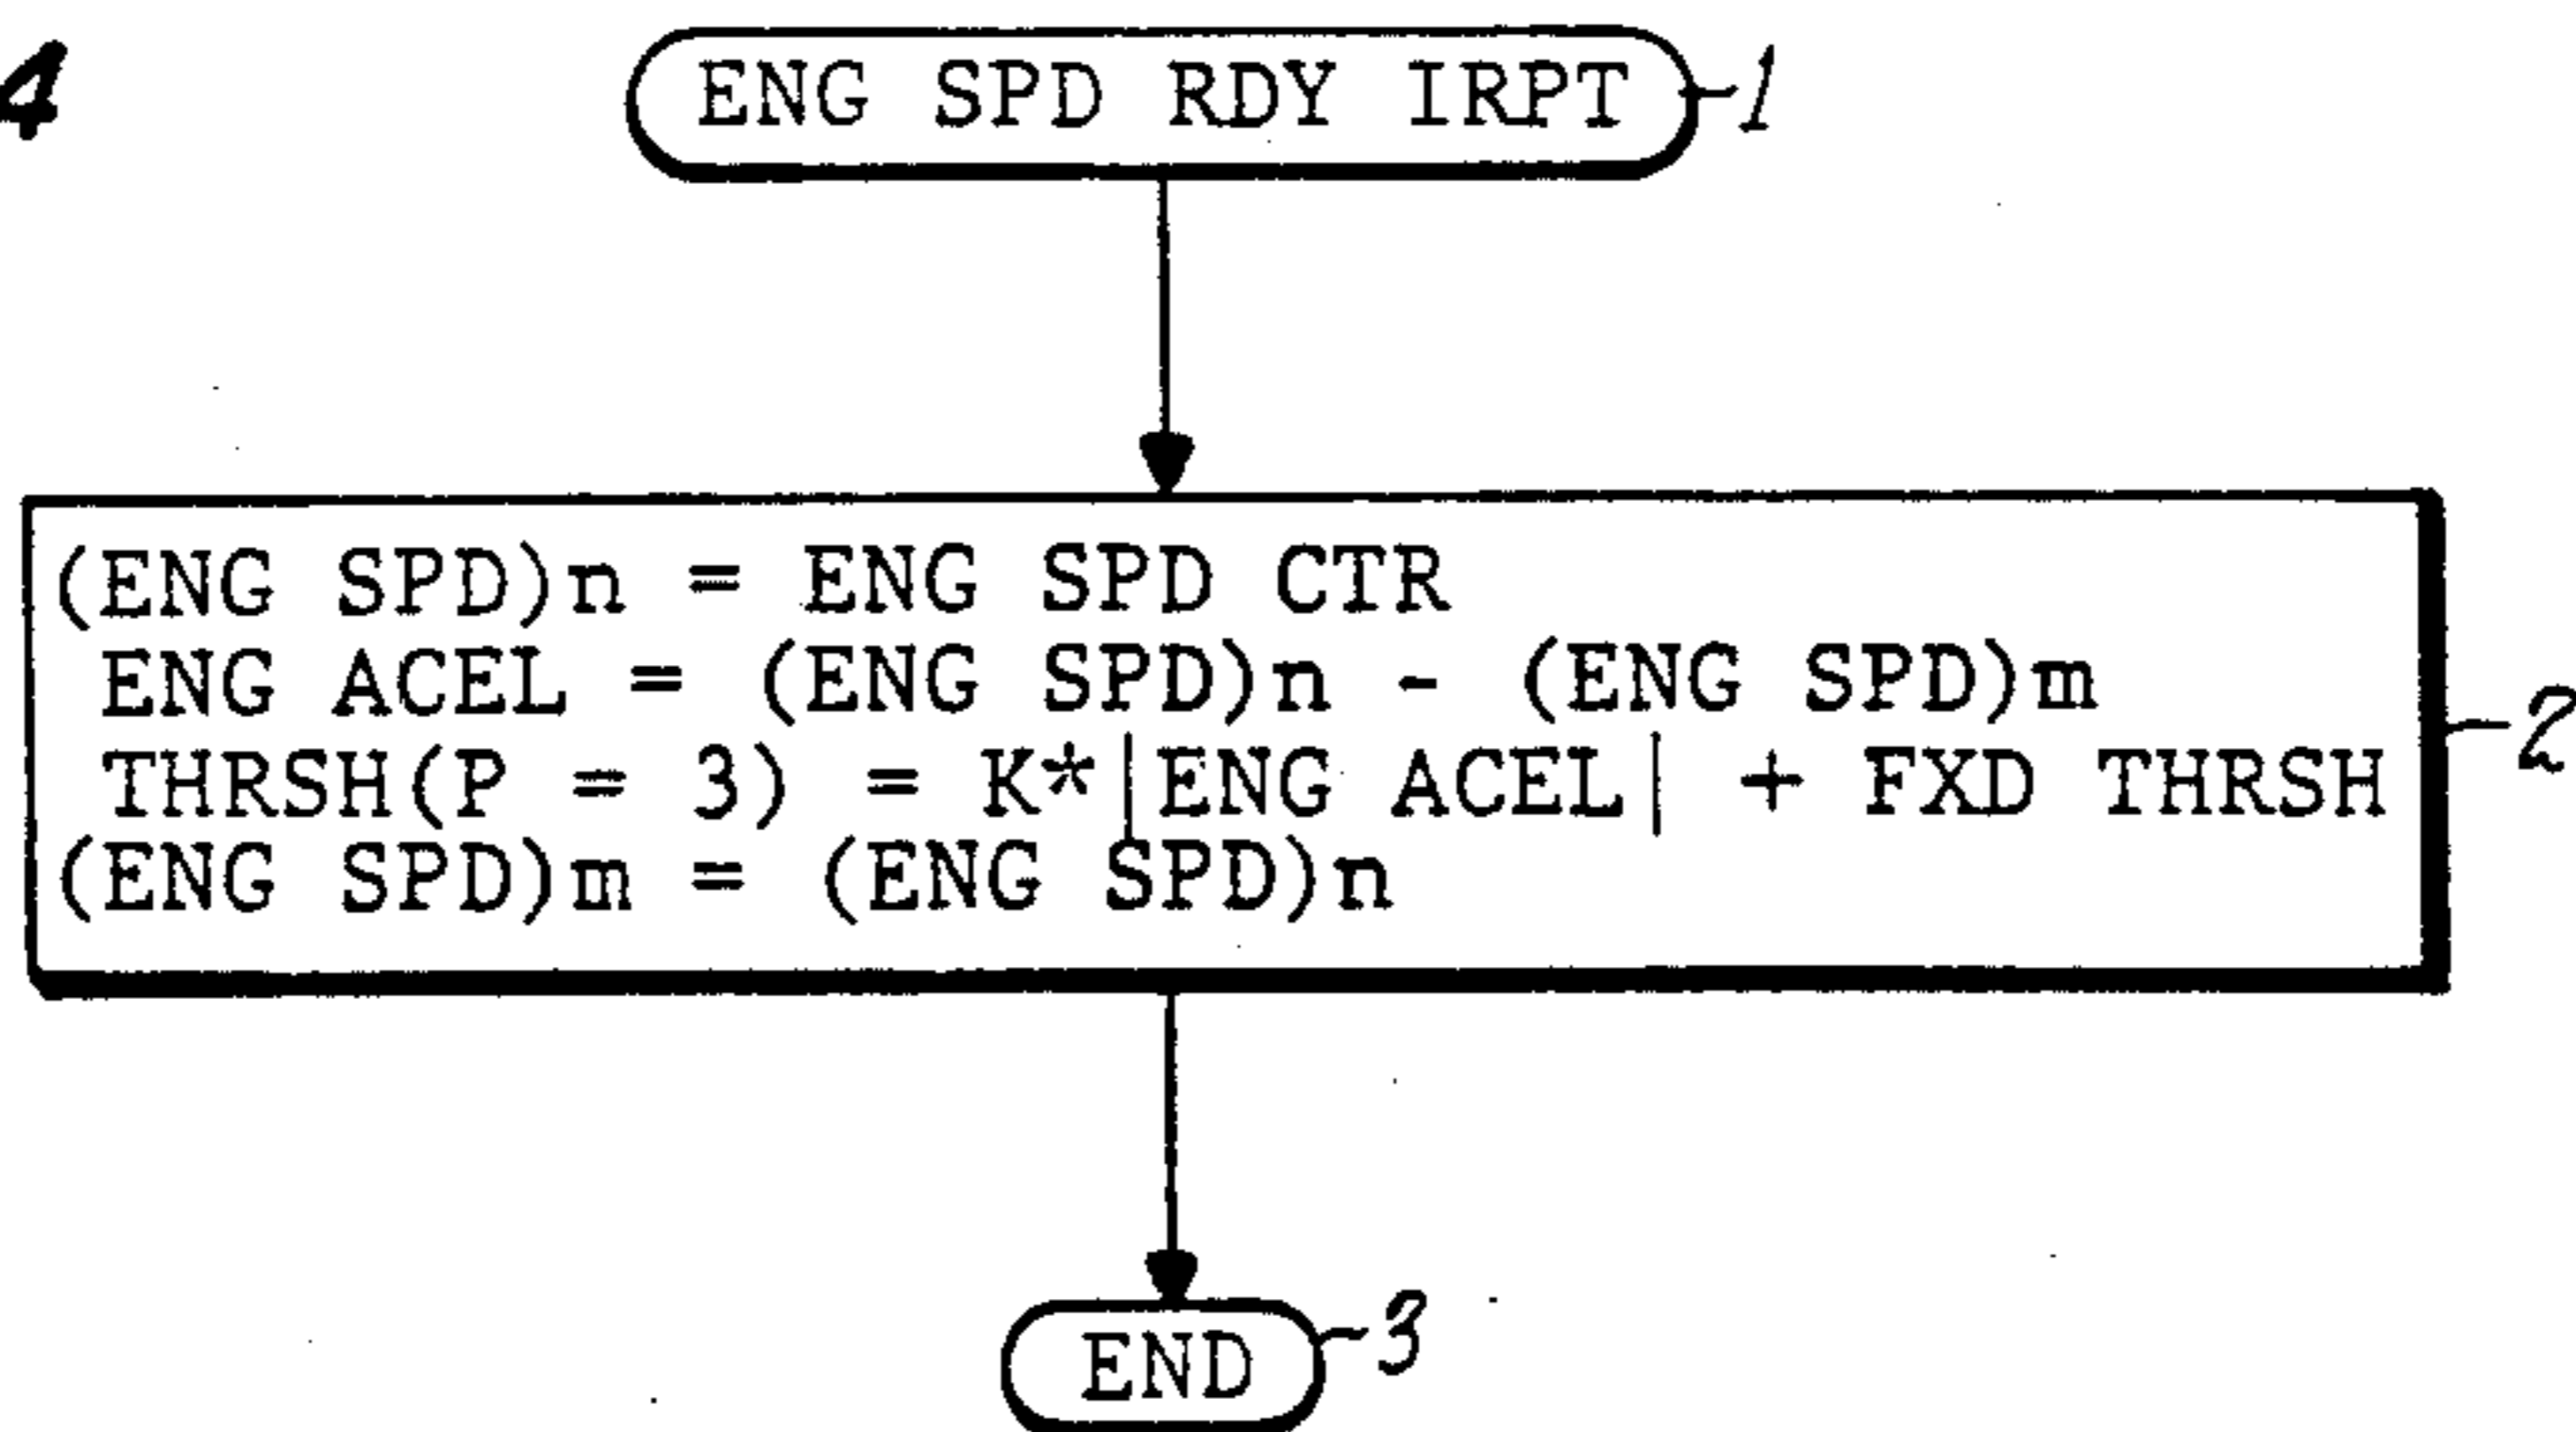 4
ENG SPD RDY IRPT
1
(ENG SPD)n = ENG SPD CTR
ENG ACEL = (ENG SPD)n - (ENG SPD)m
THRSH(P = 3) = K*|ENG ACEL| + FXD THRSH
(ENG SPD)m = (ENG SPD)n
2
END
3